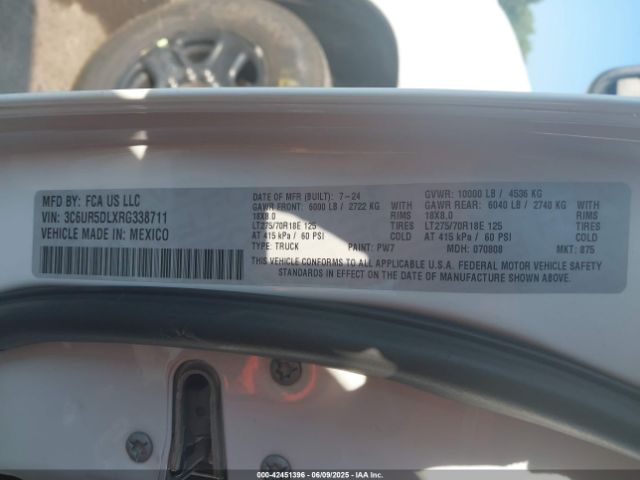 MFD BY: FCA US LLC
VIN: 3C6UR5DLXRG338711
VEHICLE MADE IN: MEXICO
DATE OF MFR (BUILT): 7-24
GAWR FRONT: 6000 LB / 2722 KG WITH
18X8.0 RIMS
LT275/70R18E 125 TIRES
AT 415 kPa / 60 PSI COLD
TYPE: TRUCK PAINT: PW7
GVWR: 10000 LB / 4536 KG
GAWR REAR: 6040 LB / 2740 KG WITH
18X8.0 RIMS
LT275/70R18E 125 TIRES
AT 415 kPa / 60 PSI COLD
MDH: 070808 MKT: 875
THIS VEHICLE CONFORMS TO ALL APPLICABLE U.S.A. FEDERAL MOTOR VEHICLE SAFETY
STANDARDS IN EFFECT ON THE DATE OF MANUFACTURE SHOWN ABOVE.
000-42451396 - 06/09/2025 - IAAI.COM